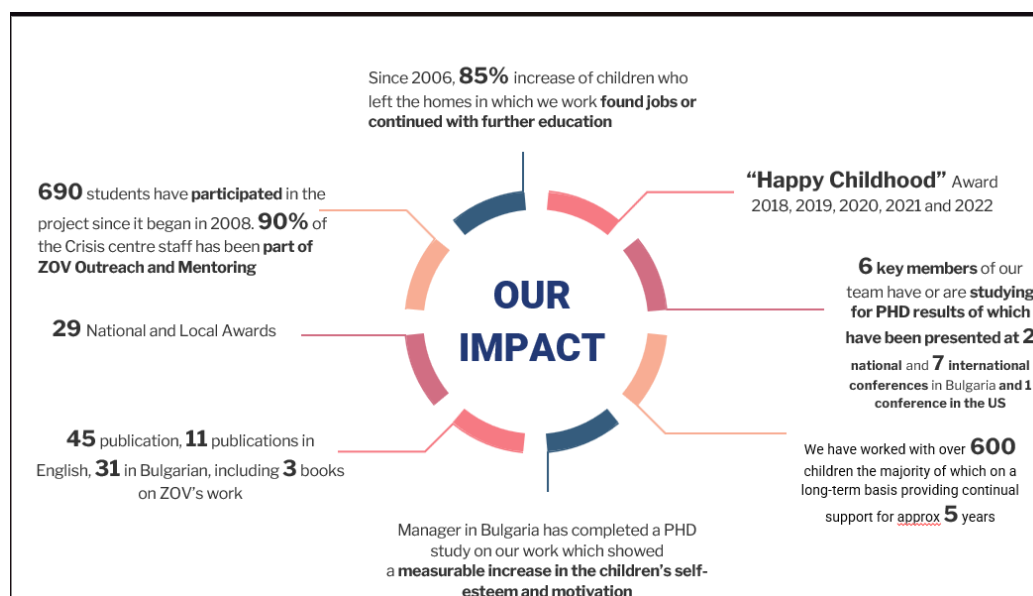 Since 2006, 85% increase of children who
left the homes in which we work found jobs or
continued with further education
690 students have participated in the
project since it began in 2008. 90% of
the Crisis centre staff has been part of
ZOV Outreach and Mentoring
"Happy Childhood" Award
2018, 2019, 2020, 2021 and 2022
OUR
IMPACT
6 key members of our
team have or are studying
for PHD results of which
have been presented at 2
national and 7 international
conferences in Bulgaria and 1
conference in the US
29 National and Local Awards
45 publication, 11 publications in
English, 31 in Bulgarian, including 3 books
on ZOV's work
We have worked with over 600
children the majority of which on a
long-term basis providing continual
support for approx 5 years
Manager in Bulgaria has completed a PHD
study on our work which showed
a measurable increase in the children's self-
esteem and motivation